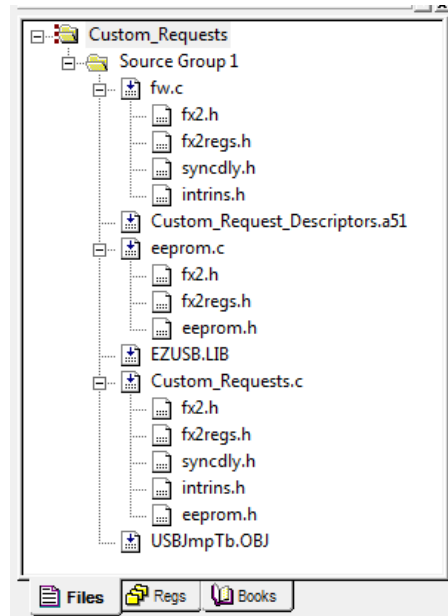 Custom_Requests
Source Group 1
fw.c
fx2.h
fx2regs.h
syncdly.h
intrins.h
Custom_Request_Descriptors.a51
eeprom.c
fx2.h
fx2regs.h
eeprom.h
EZUSB.LIB
Custom_Requests.c
fx2.h
fx2regs.h
syncdly.h
intrins.h
eeprom.h
USBJmpTb.OBJ
Files Regs Books